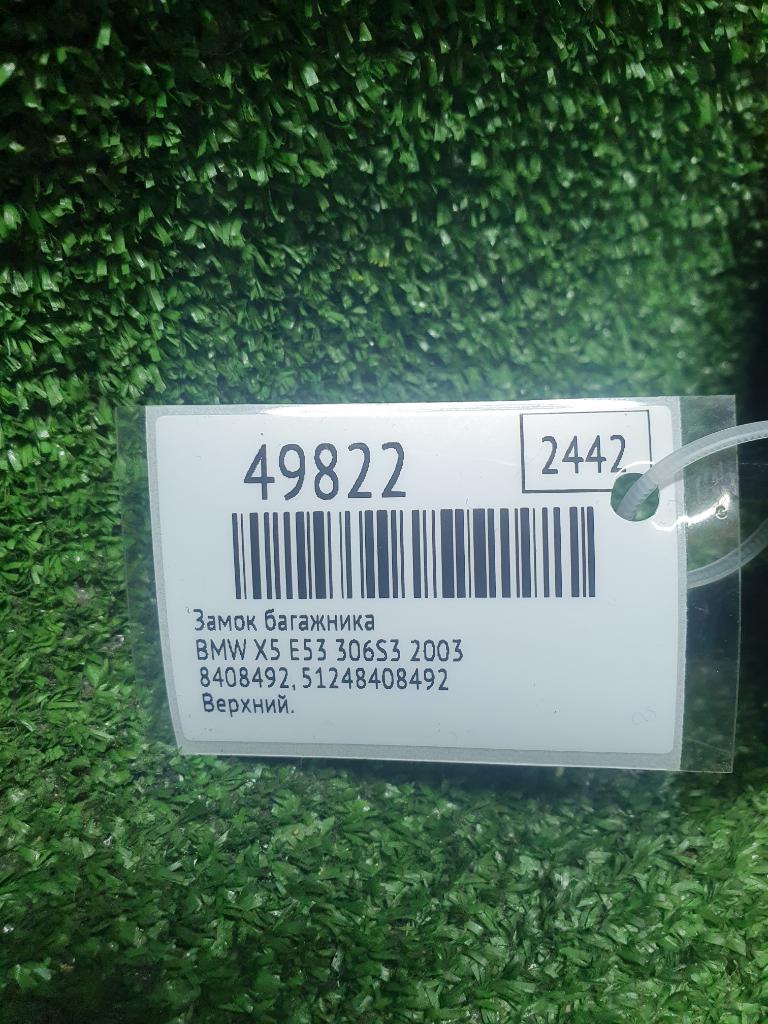 49822
2442
Замок багажника
BMW X5 E53 306S3 2003
8408492, 51248408492
Верхний.